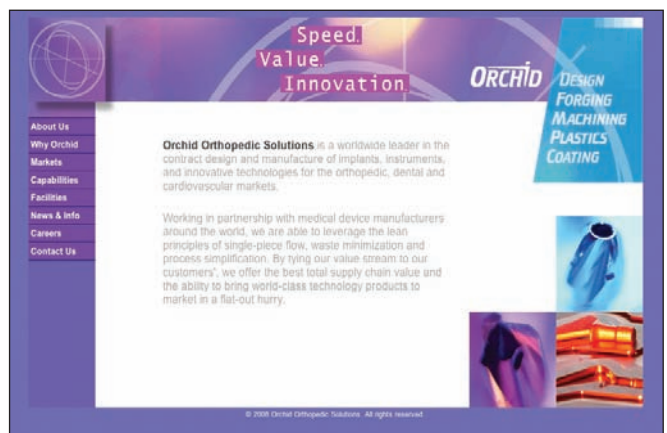 Speed.
Value.
Innovation
ORCHID
DESIGN
FORGING
MACHINING
PLASTICS
COATING
About Us
Why Orchid
Markets
Capabilities
Facilities
News & Info
Careers
Contact Us
Orchid Orthopedic Solutions is a worldwide leader in the
contract design and manufacture of implants, instruments,
and innovative technologies for the orthopedic, dental and
cardiovascular markets.
Working in partnership with medical device manufacturers
around the world, we are able to leverage the lean
principles of single-piece flow, waste minimization and
process simplification. By tying our value stream to our
customers", we offer the best total supply chain value and
the ability to bring world-class technology products to
market in a flat-out hurry.
© 2008 Orchid Orthopedic Solutions. All rights reserved.